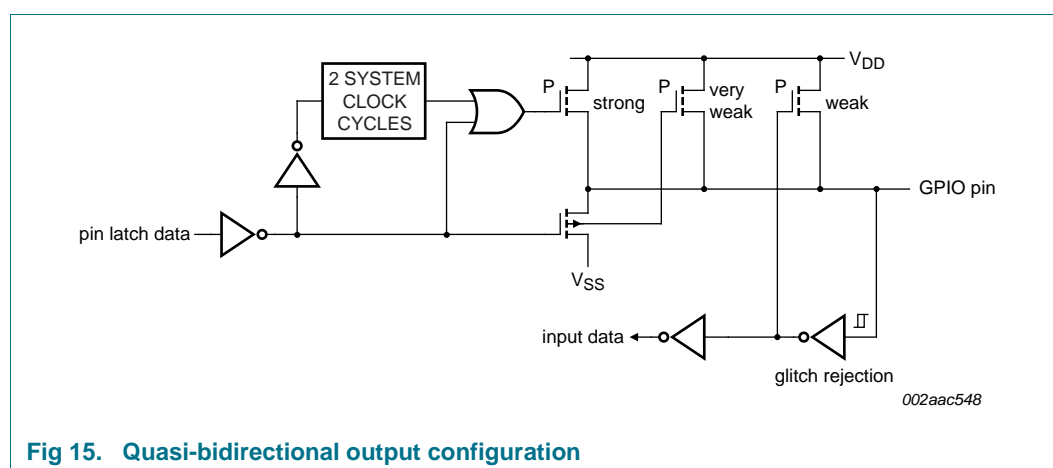 VDD
2 SYSTEM
CLOCK
CYCLES
P
strong
P
very
weak
P
weak
GPIO pin
pin latch data
VSS
input data
glitch rejection
002aac548
Fig 15. Quasi-bidirectional output configuration